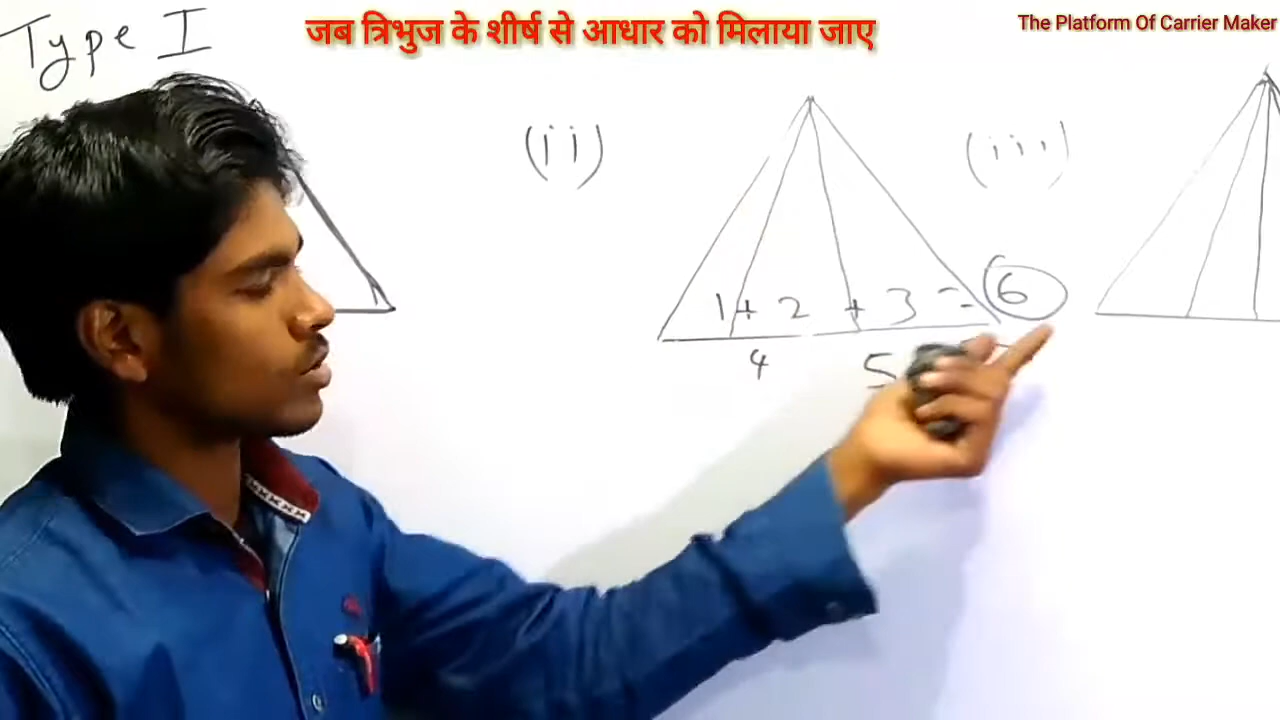 Type I
जब त्रिभुज के शीर्ष से आधार को मिलाया जाए
The Platform Of Carrier Maker
(ii)
(iii)
1 + 2 + 3 = 6
4 5